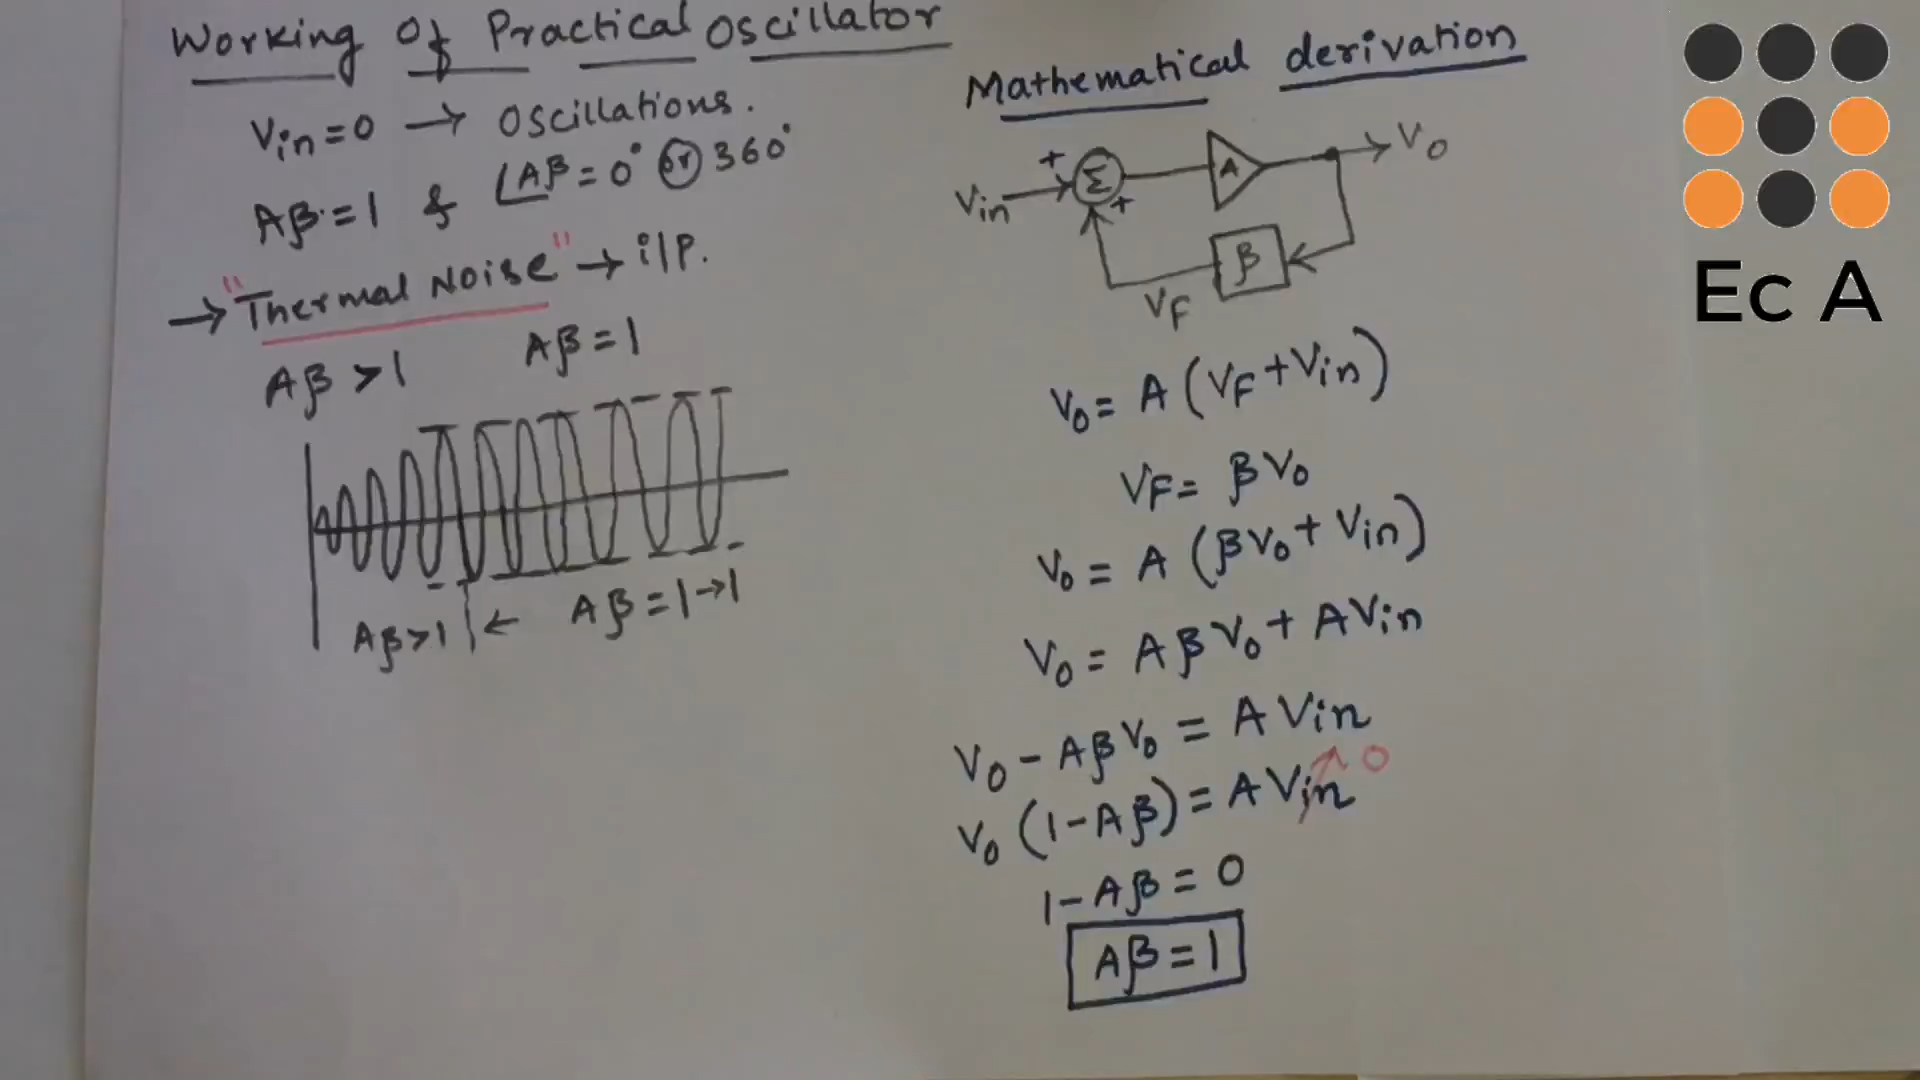 Working Of Practical Oscillator
Vin=0 → Oscillations.
Aβ=1 & ∠Aβ=0° or 360°
→ "Thermal Noise" → i/P.
Aβ>1 Aβ=1
Aβ>1 ← Aβ=1→1
Mathematical derivation
Vin + Σ + A VO
β
VF
VO = A (VF+Vin)
VF = βVO
VO = A (βVO + Vin)
VO = AβVO + AVin
VO - AβVO = AVin
0
VO (1-Aβ) = AVin
1-Aβ = 0
Aβ = 1
Ec A